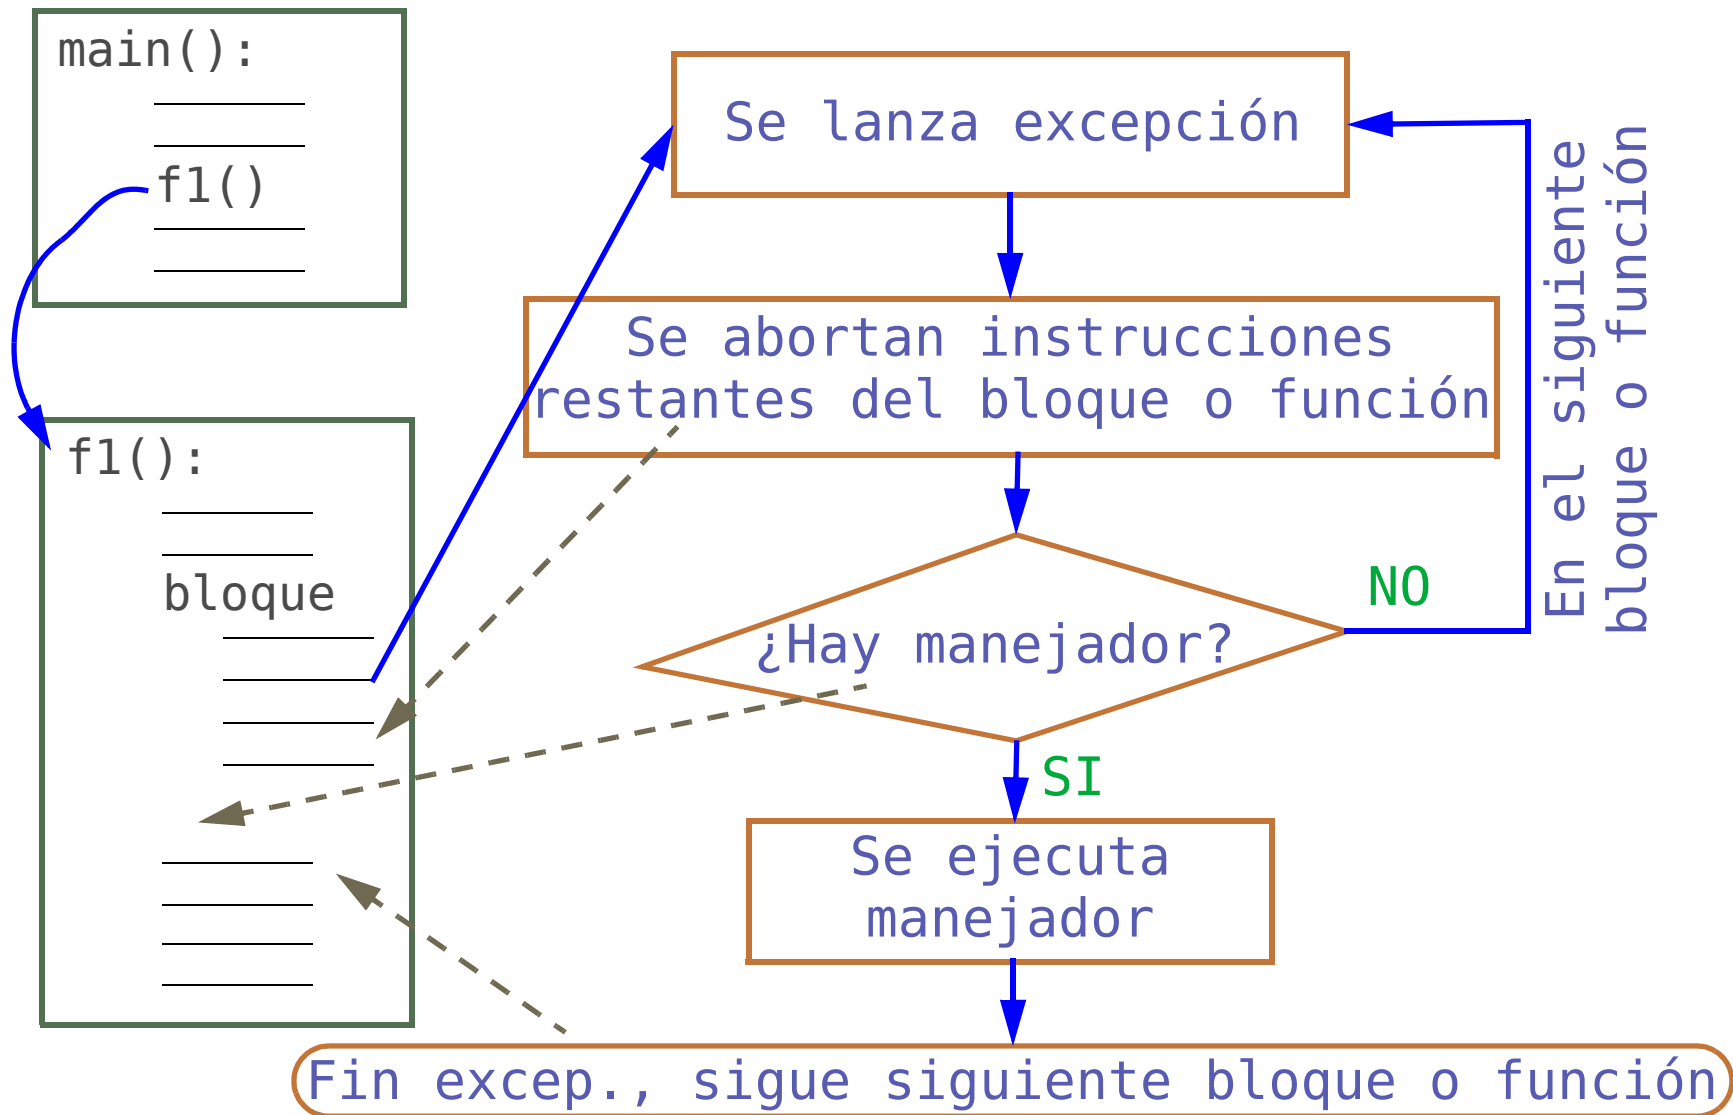 main():
f1()
f1():
bloque
Se lanza excepción
Se abortan instrucciones
restantes del bloque o función
¿Hay manejador?
NO
En el siguiente
bloque o función
SI
Se ejecuta
manejador
Fin excep., sigue siguiente bloque o función